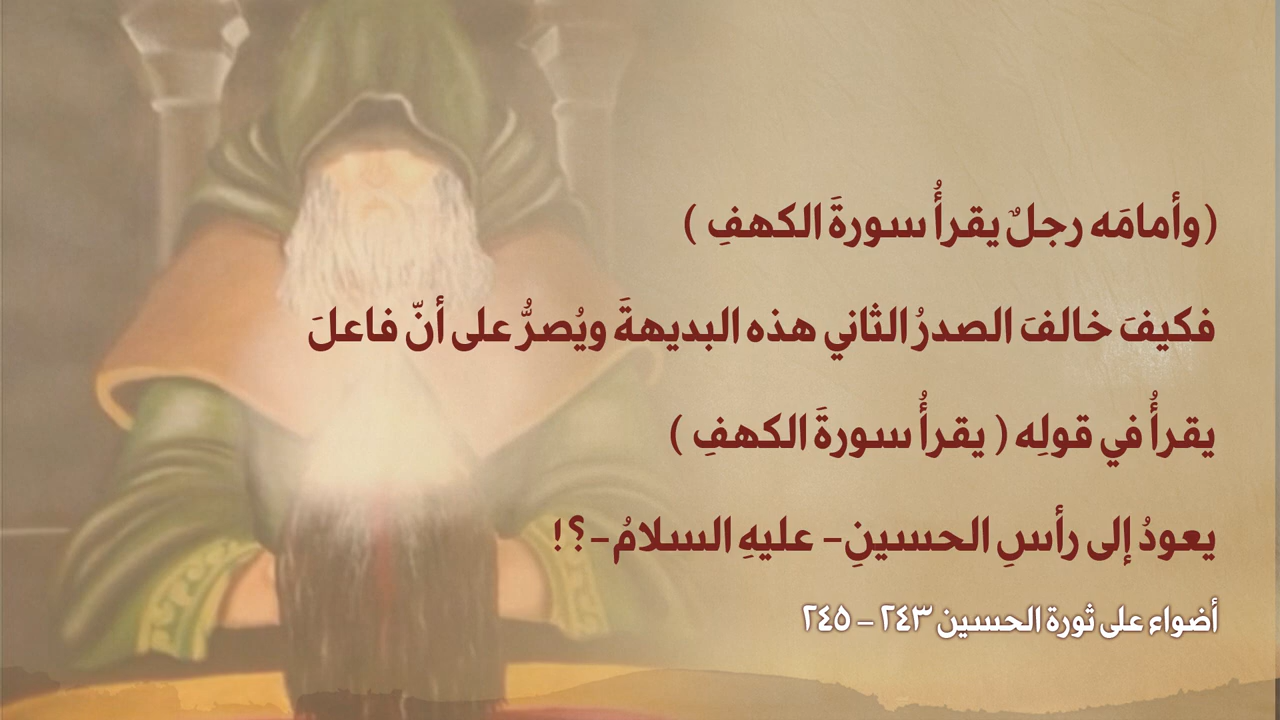 (وأمامَه رجلٌ يقرأُ سورةَ الكهفِ )
فكيفَ خالفَ الصدرُ الثاني هذه البديهةَ ويُصرُّ على أنّ فاعلَ
يقرأُ في قولِه ( يقرأُ سورةَ الكهفِ )
يعودُ إلى رأسِ الحسينِ- عليهِ السلامُ-؟!
أضواء على ثورة الحسين ٢٤٣ - ٢٤٥